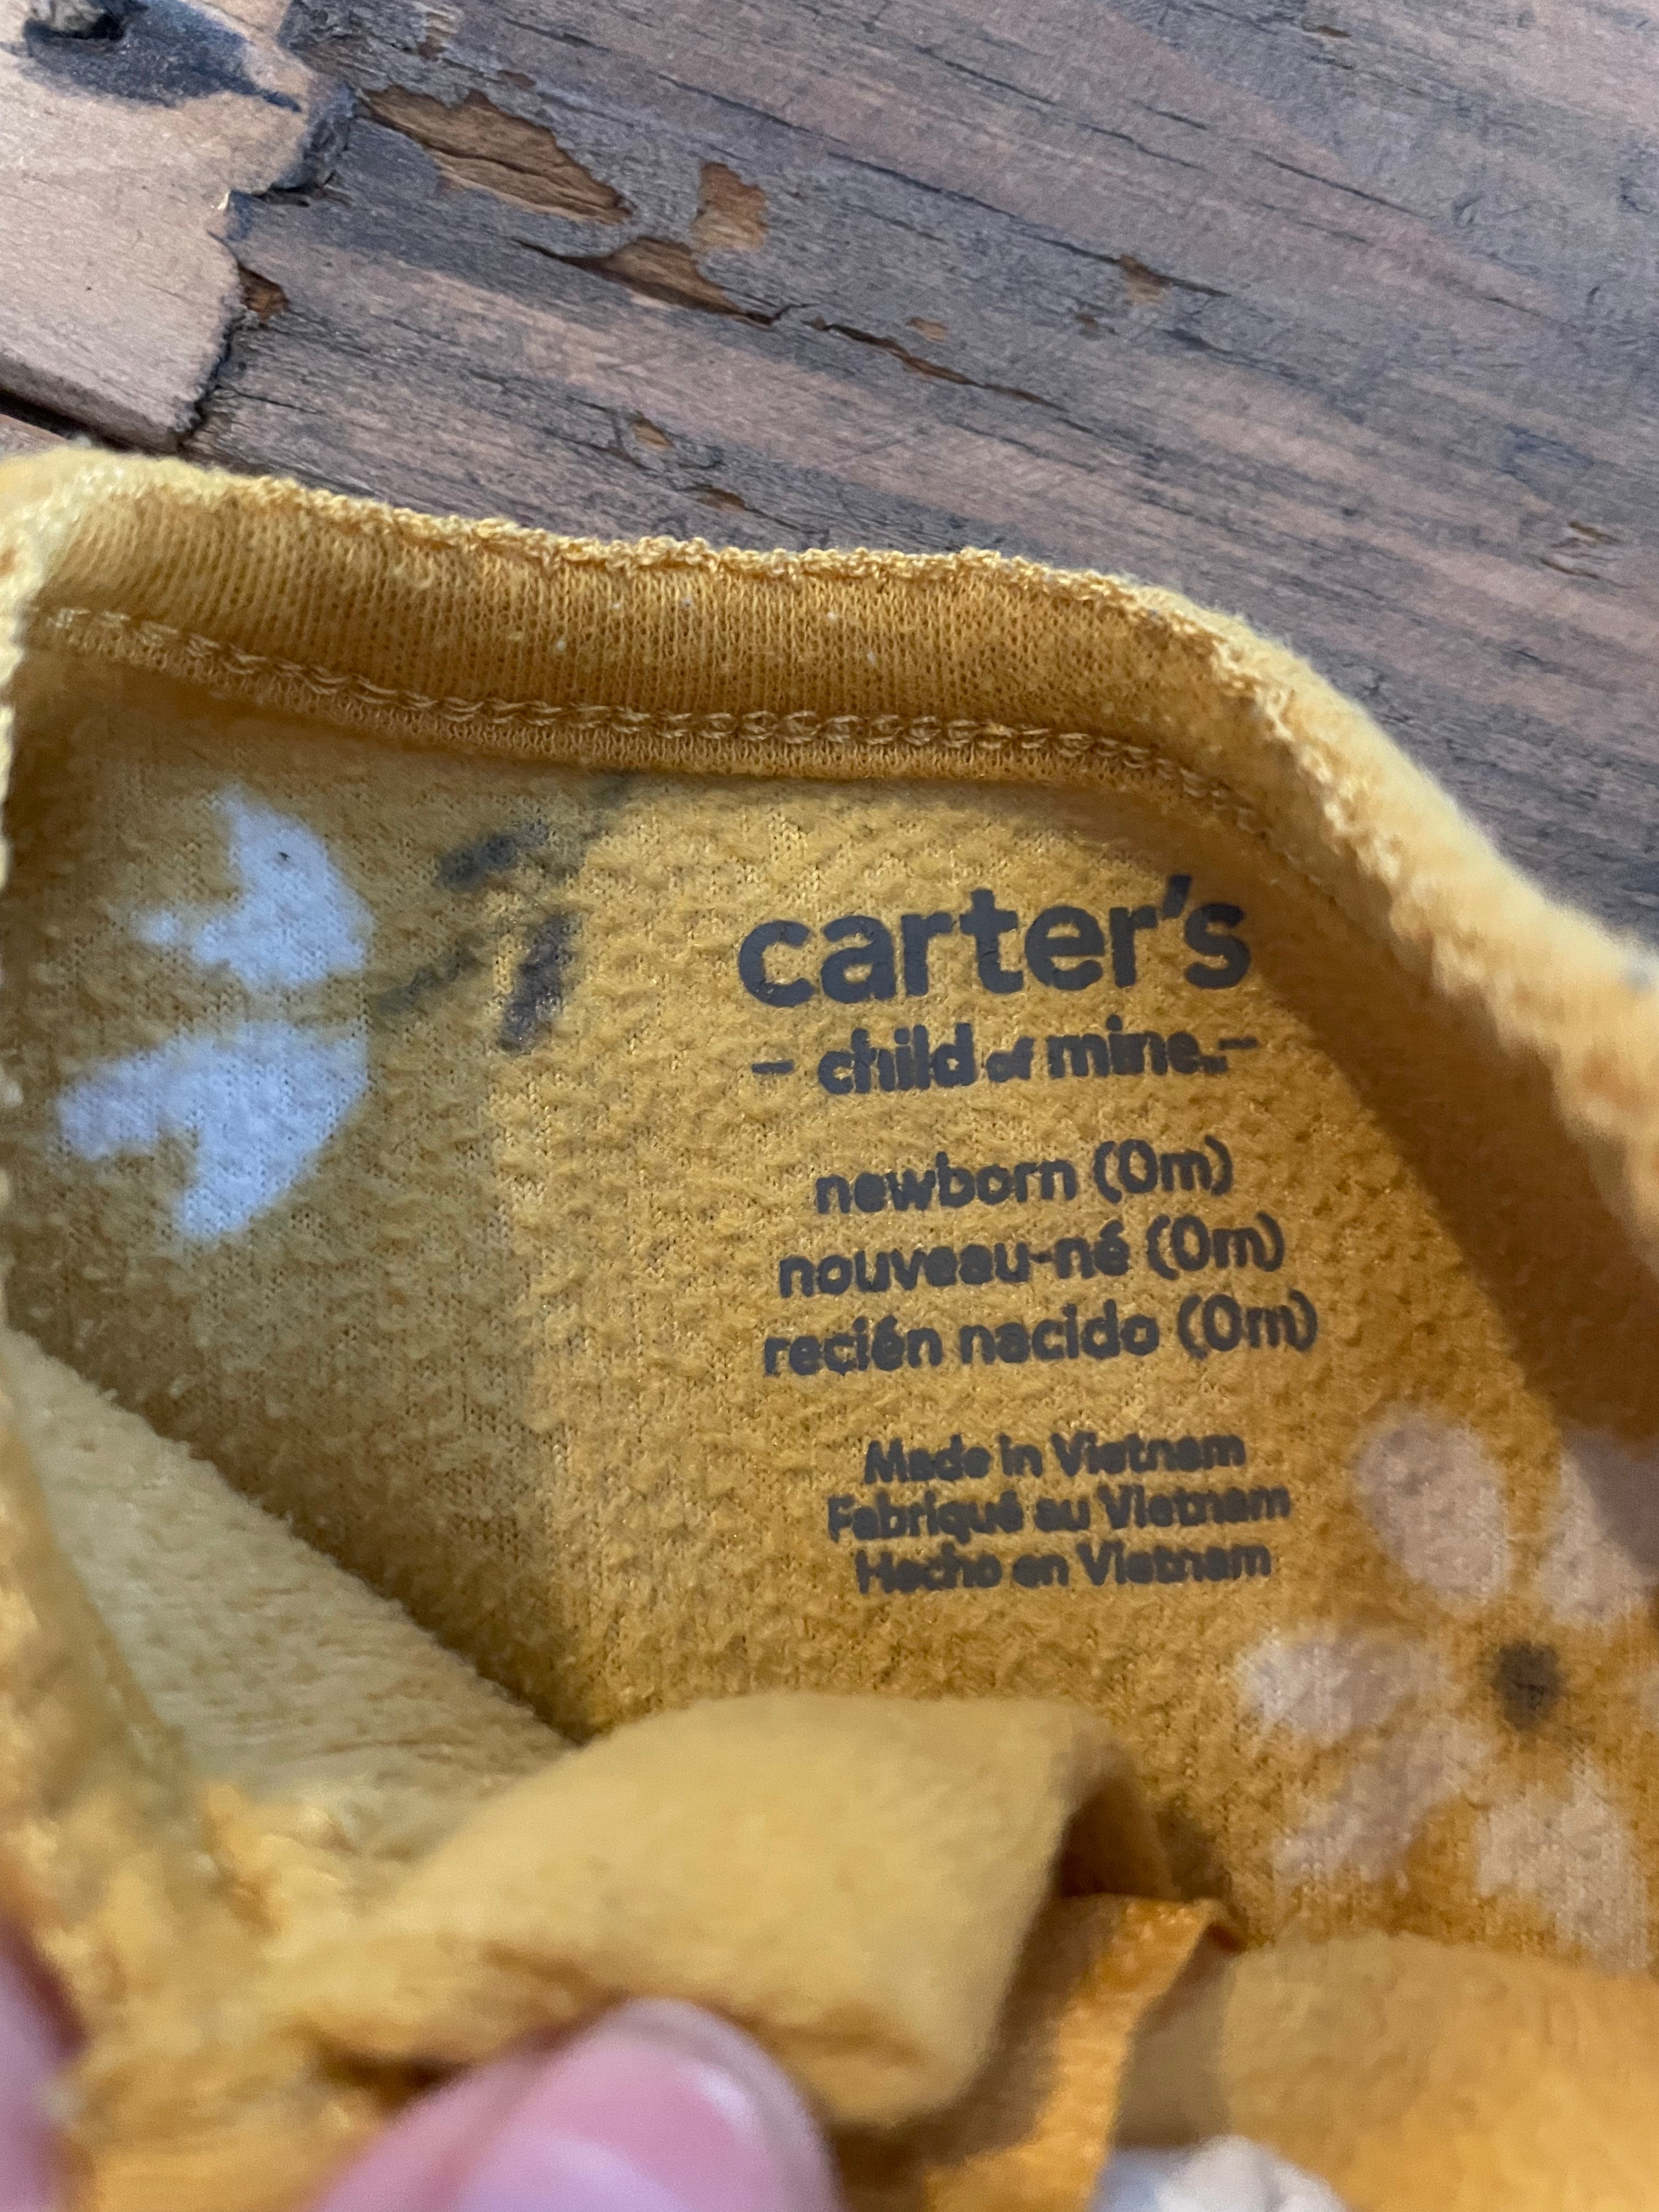 carter's
- child of mine -
newborn (0m)
nouveau-né (0m)
recién nacido (0m)
Made in Vietnam
Fabriqué au Vietnam
Hecho en Vietnam